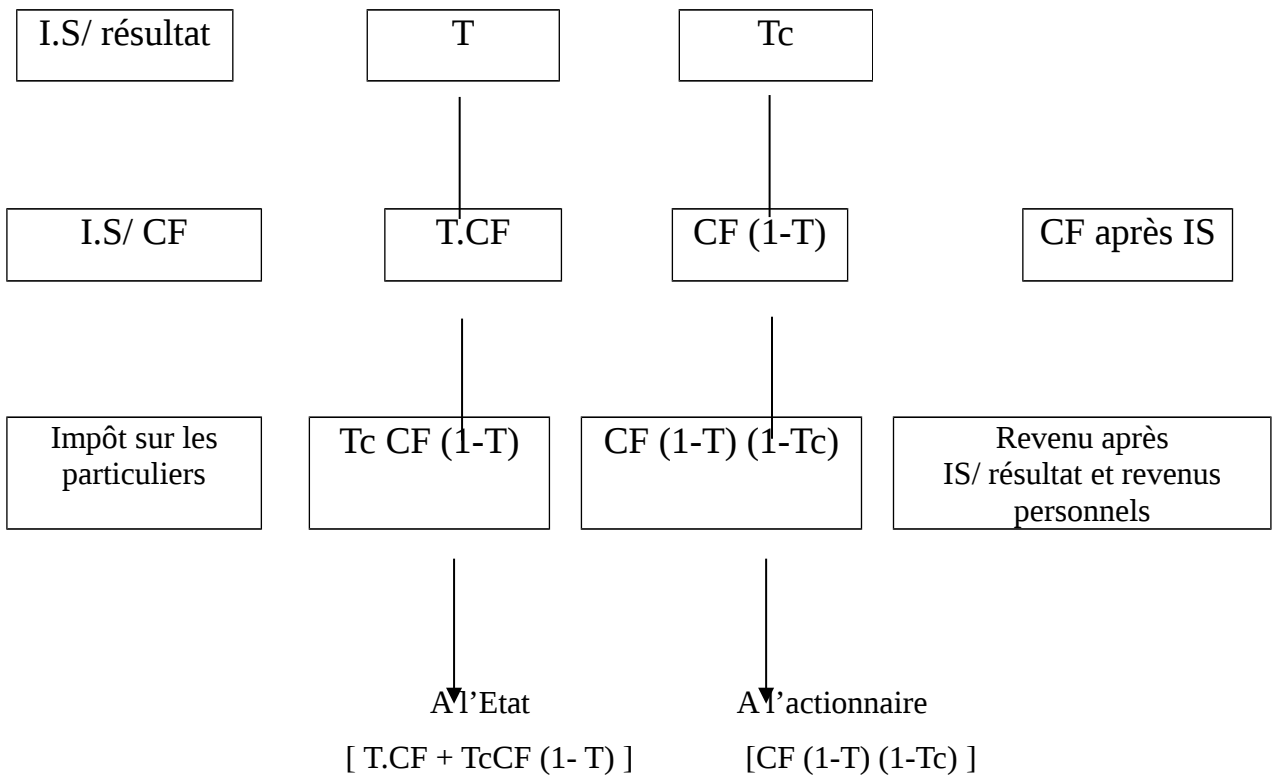 I.S/ résultat
T
Tc
I.S/ CF
T.CF
CF (1-T)
CF après IS
Impôt sur les
particuliers
Tc CF (1-T)
CF (1-T) (1-Tc)
Revenu après
IS/ résultat et revenus
personnels
A l’Etat
A l’actionnaire
[ T.CF + TcCF (1- T) ]
[CF (1-T) (1-Tc) ]